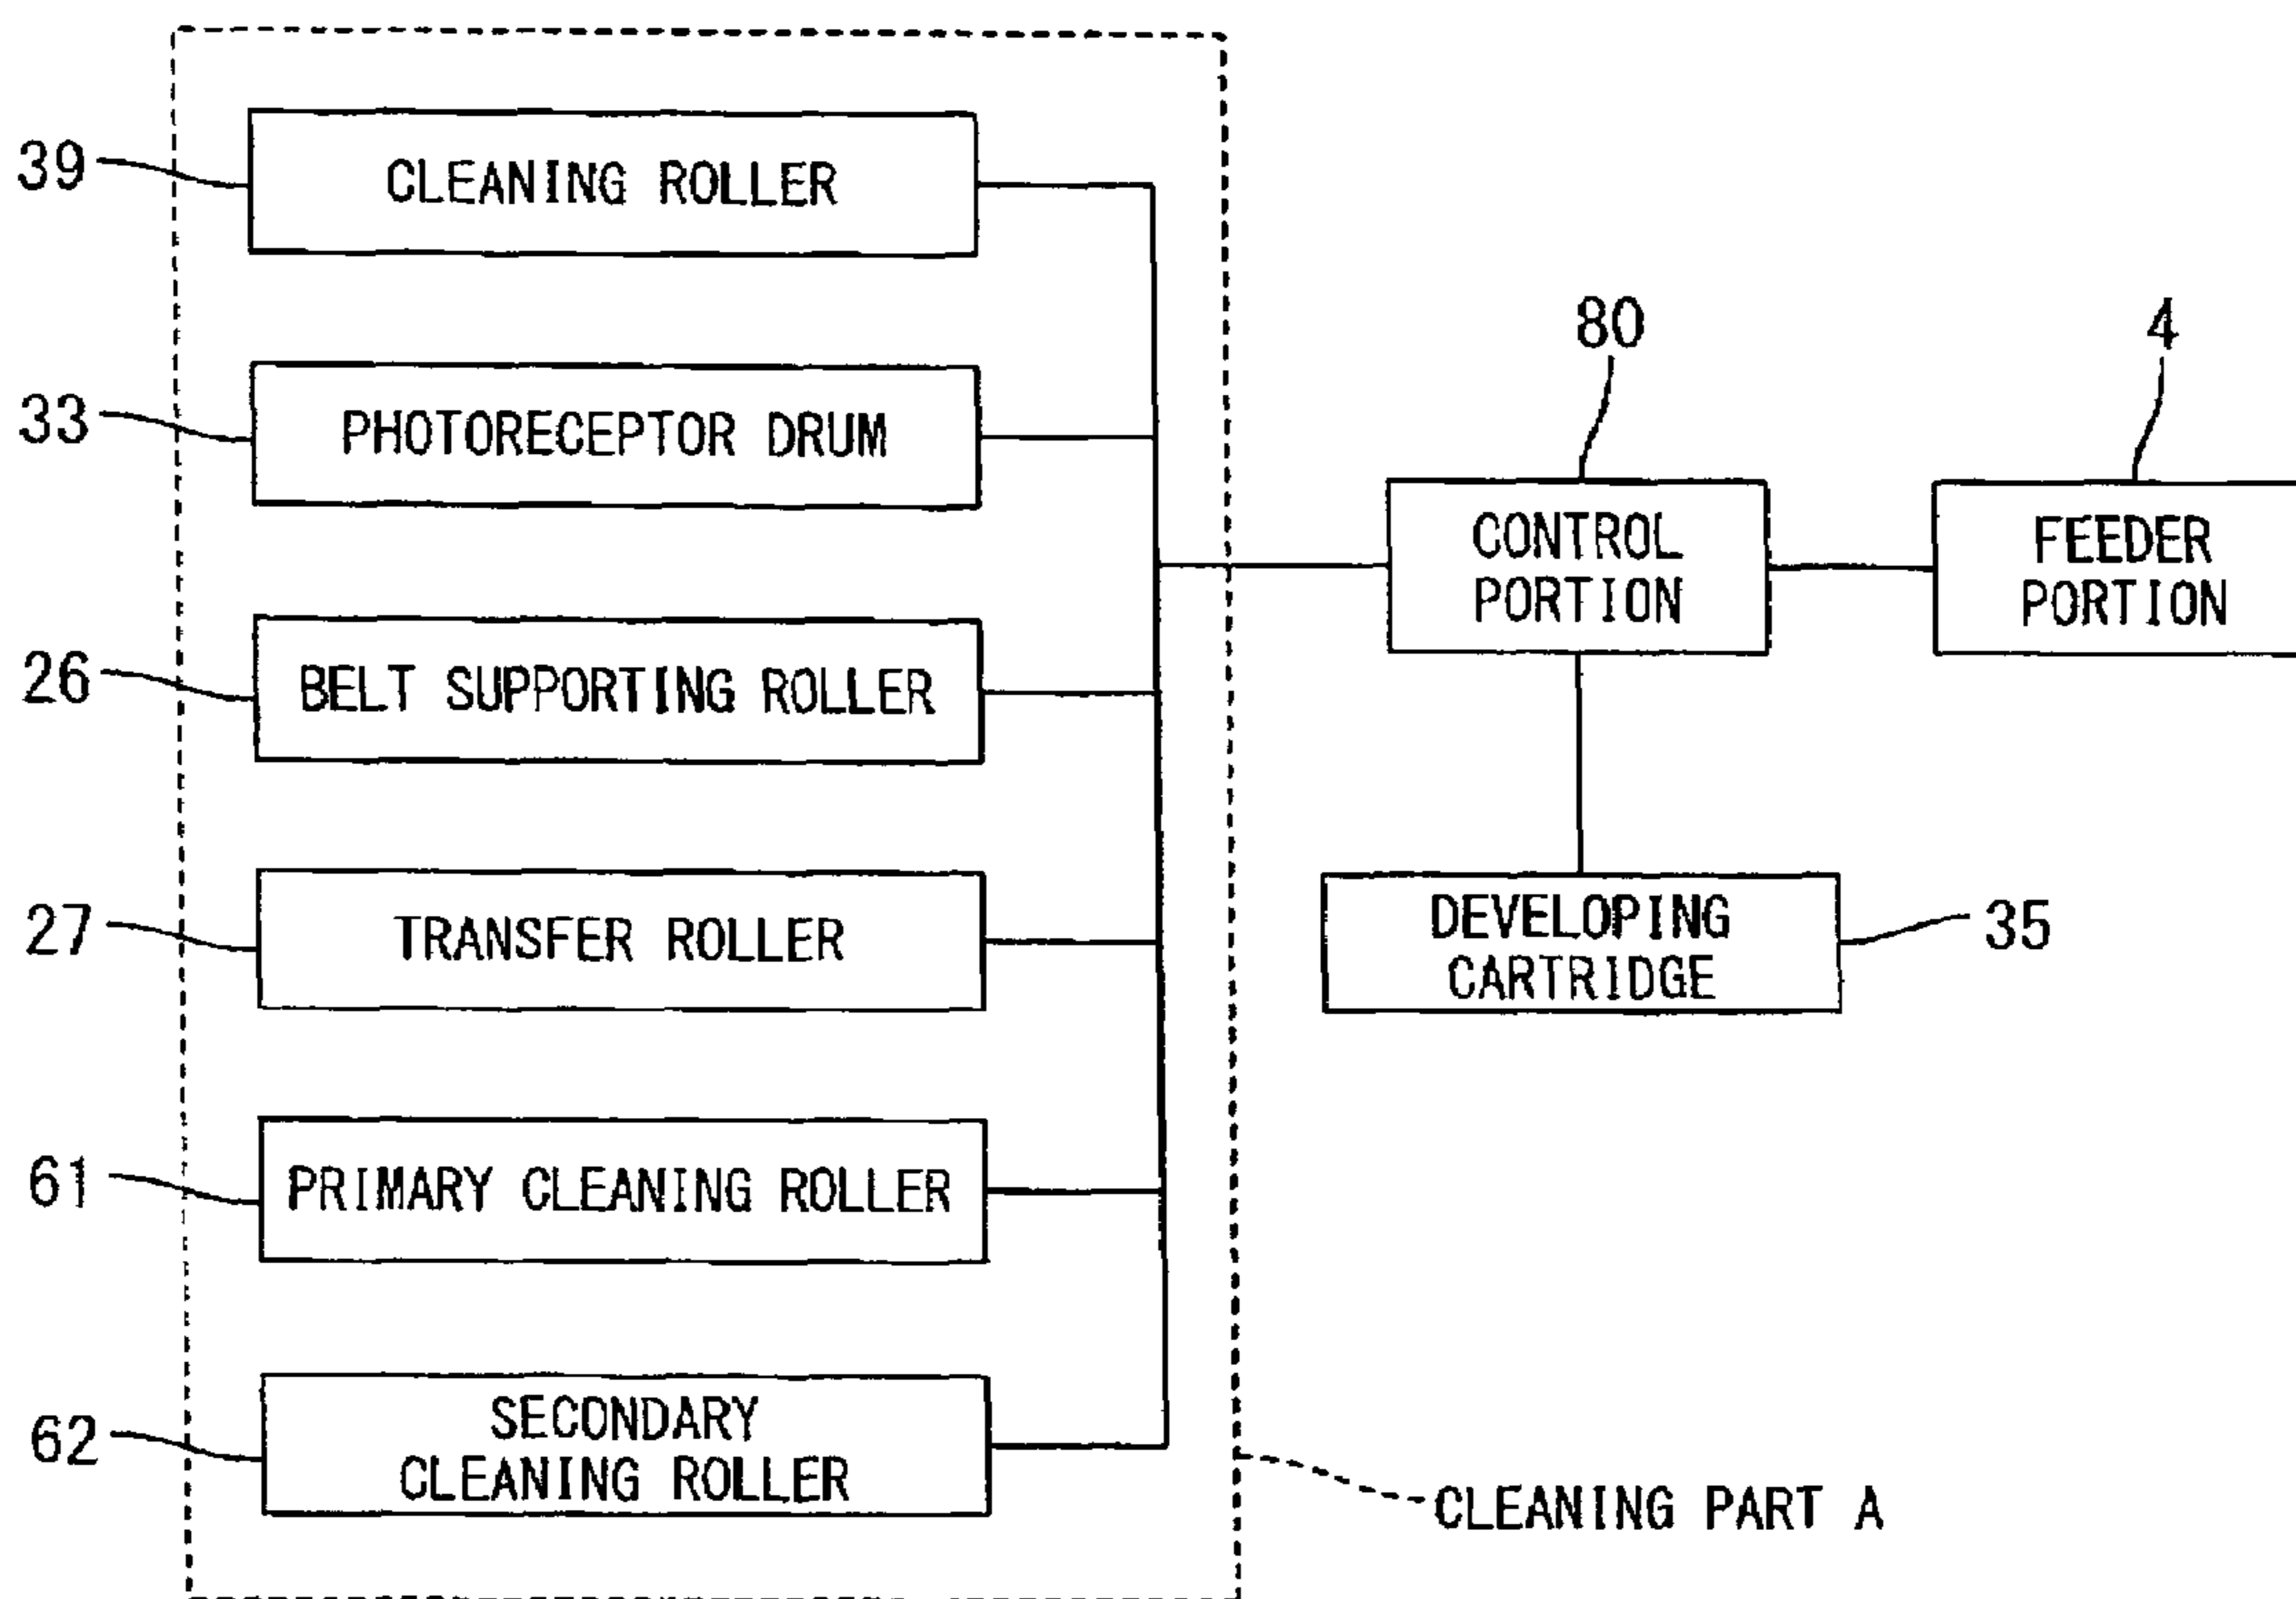 39
CLEANING ROLLER
33
PHOTORECEPTOR DRUM
26
BELT SUPPORTING ROLLER
27
TRANSFER ROLLER
61
PRIMARY CLEANING ROLLER
62
SECONDARY
CLEANING ROLLER
80
CONTROL
PORTION
4
FEEDER
PORTION
DEVELOPING
CARTRIDGE
35
CLEANING PART A